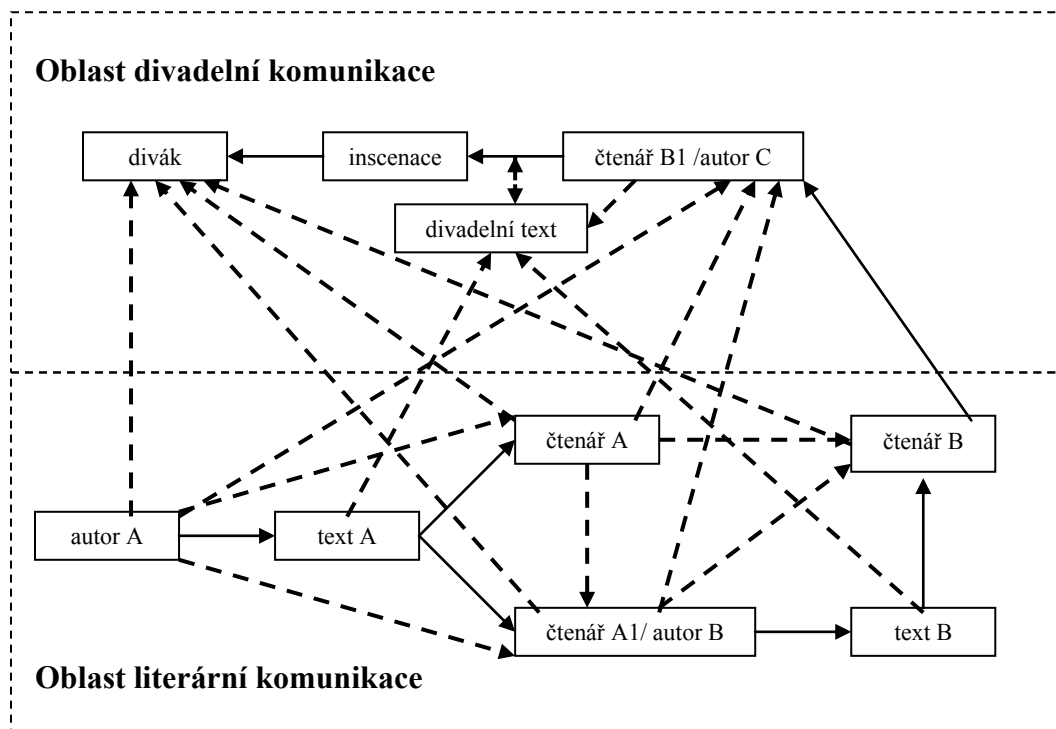 Oblast divadelní komunikace
divák
inscenace
čtenář B1 /autor C
divadelní text
čtenář A
čtenář B
autor A
text A
čtenář A1/ autor B
text B
Oblast literární komunikace